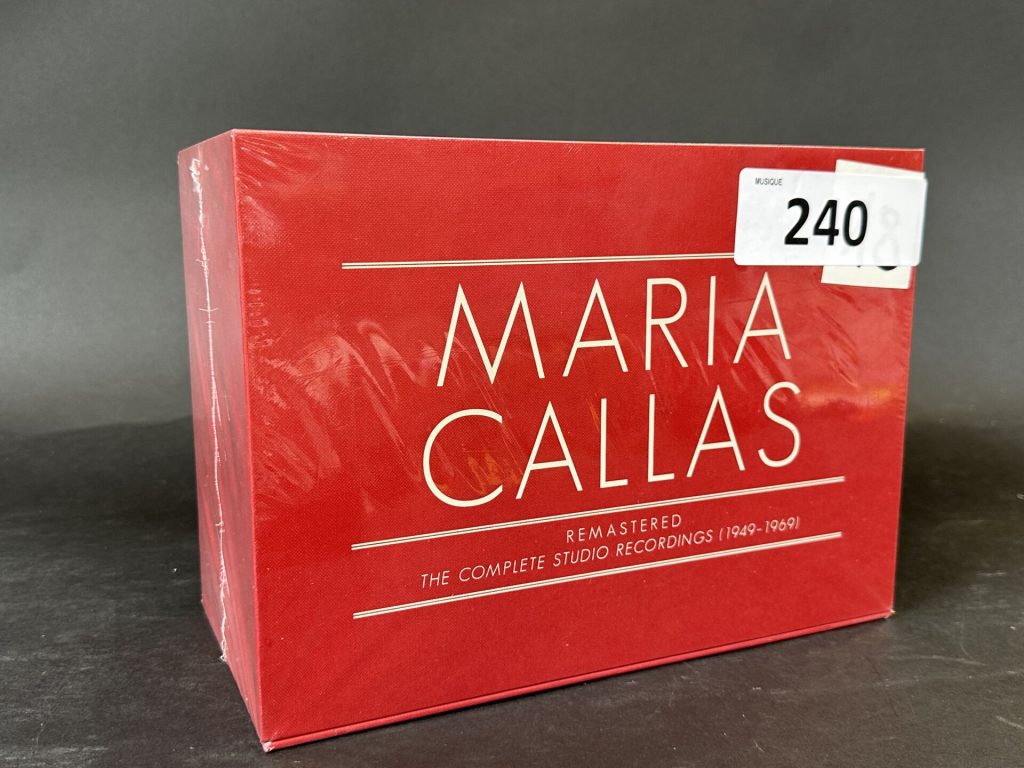 MUSIQUE
240
MARIA
CALLAS
REMASTERED
THE COMPLETE STUDIO RECORDINGS (1949–1969)